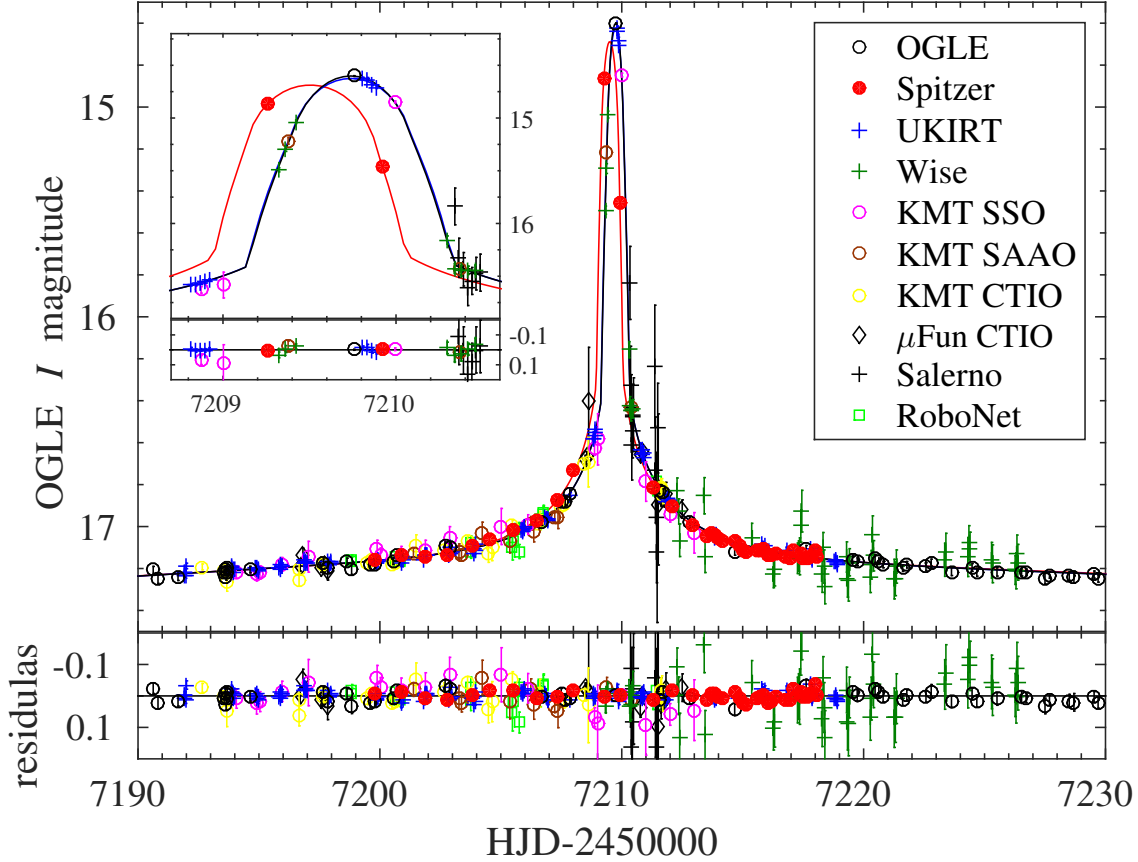 OGLE I magnitude
15
16
17
15
16
-0.1
0.1
7209 7210
OGLE
Spitzer
UKIRT
Wise
KMT SSO
KMT SAAO
KMT CTIO
μFun CTIO
Salerno
RoboNet
residulas
-0.1
0.1
7190 7200 7210 7220 7230
HJD-2450000